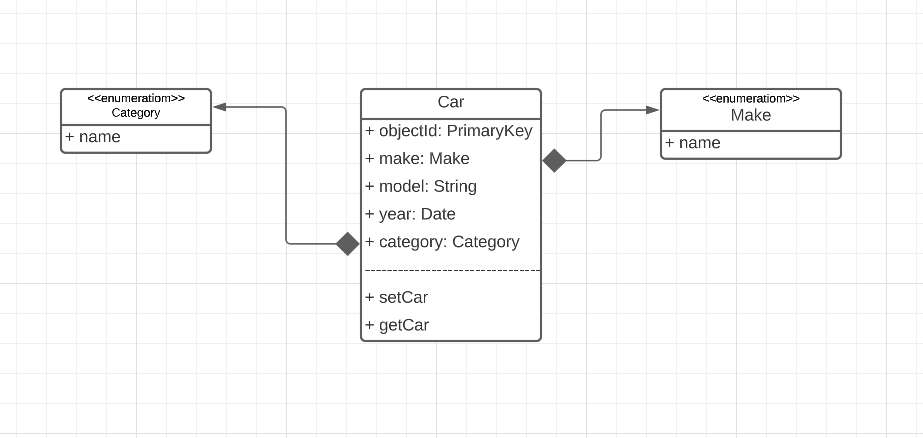 <<enumeratiom>>
Category
+ name
Car
+ objectId: PrimaryKey
+ make: Make
+ model: String
+ year: Date
+ category: Category
--------------------------------
+ setCar
+ getCar
<<enumeratiom>>
Make
+ name